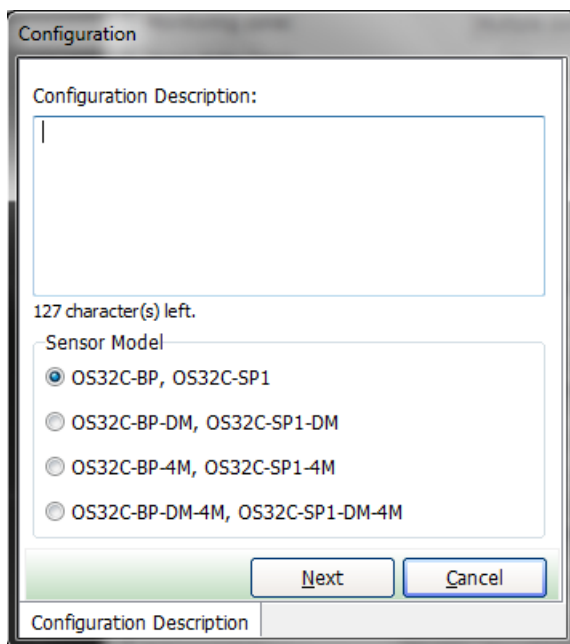 Configuration
Configuration Description:
127 character(s) left.
Sensor Model
OS32C-BP, OS32C-SP1
OS32C-BP-DM, OS32C-SP1-DM
OS32C-BP-4M, OS32C-SP1-4M
OS32C-BP-DM-4M, OS32C-SP1-DM-4M
Next Cancel
Configuration Description